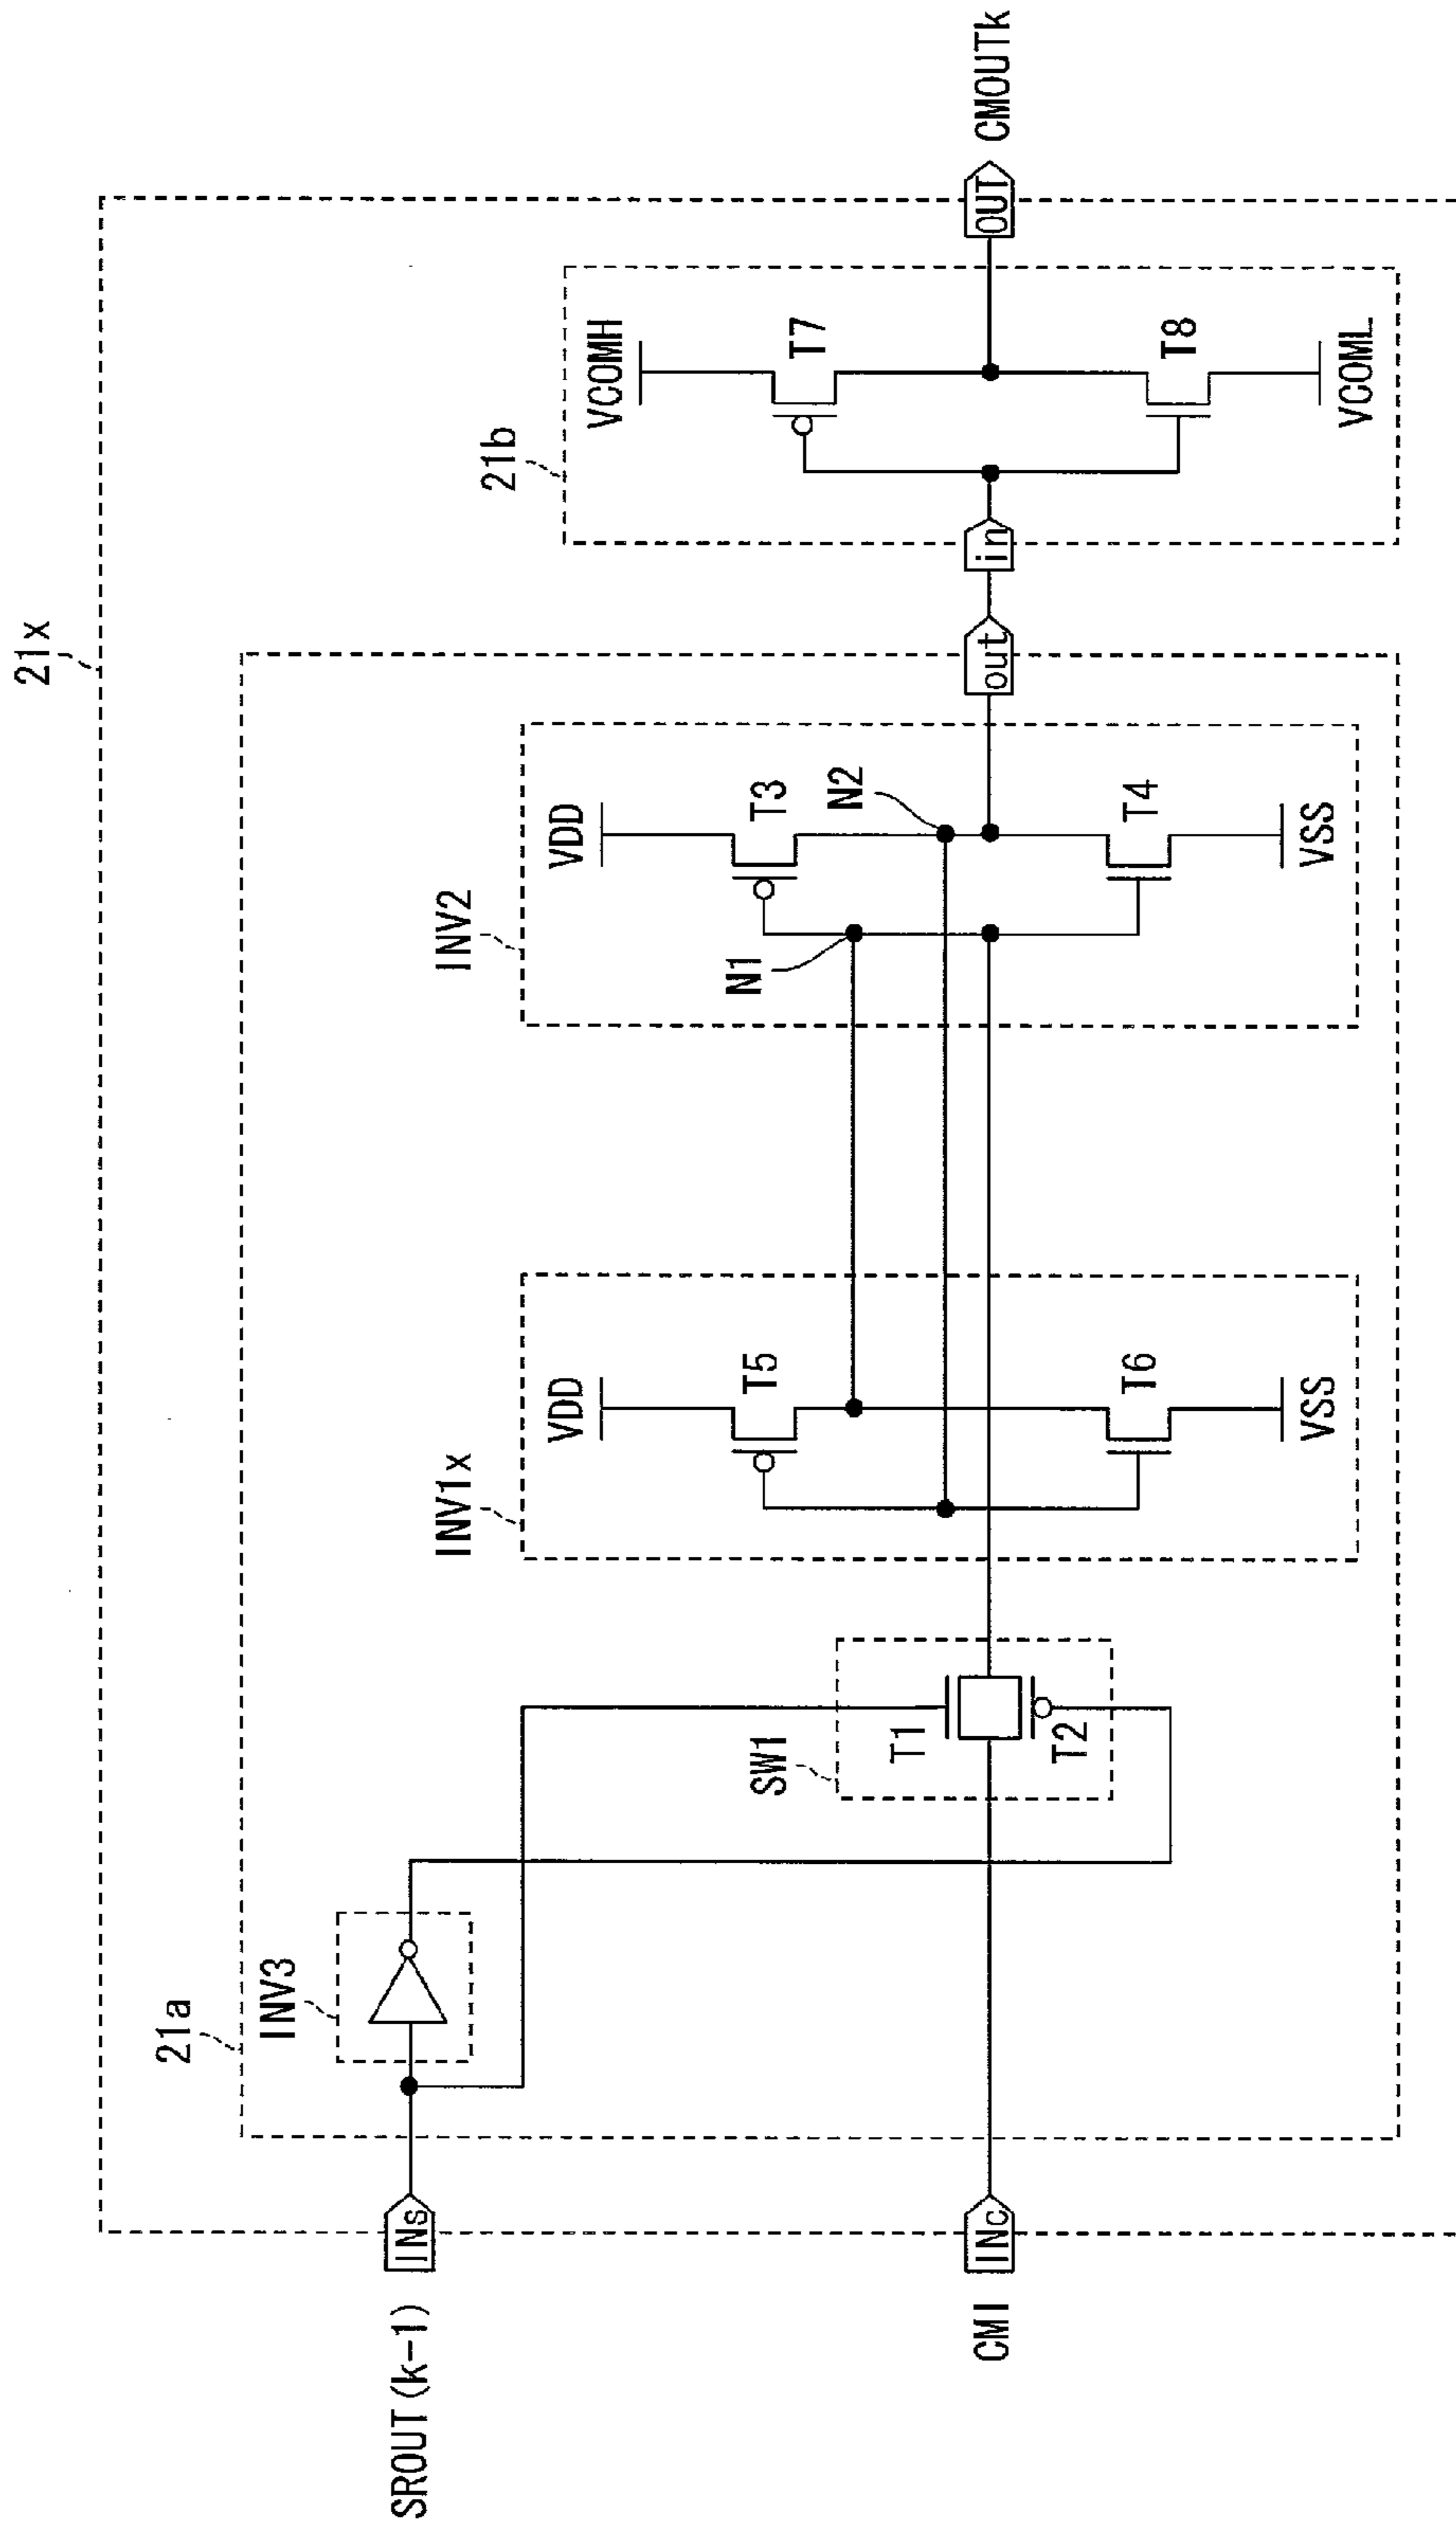 21x
21a
21b
INV3
INV1x
INV2
VDD
VDD
VCOMH
T5
T3
T7
N1
N2
SROUT(k-1)
INs
SW1
T1
T2
CMI
INc
out
in
OUT
CMOUTk
T6
T4
T8
VSS
VSS
VCOML